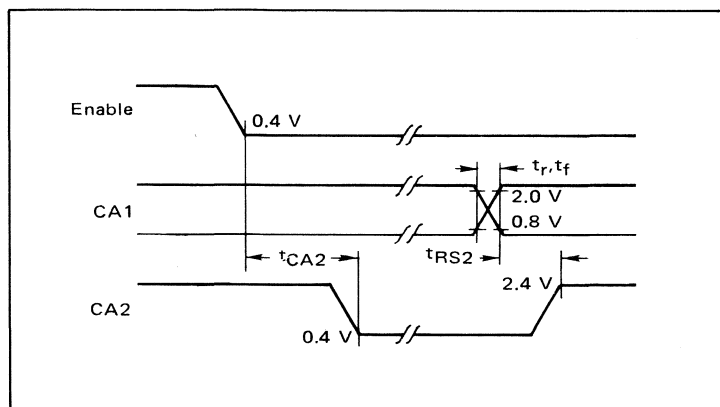 Enable
0.4 V
tr,tf
2.0 V
CA1
0.8 V
tCA2
tRS2
2.4 V
CA2
0.4 V